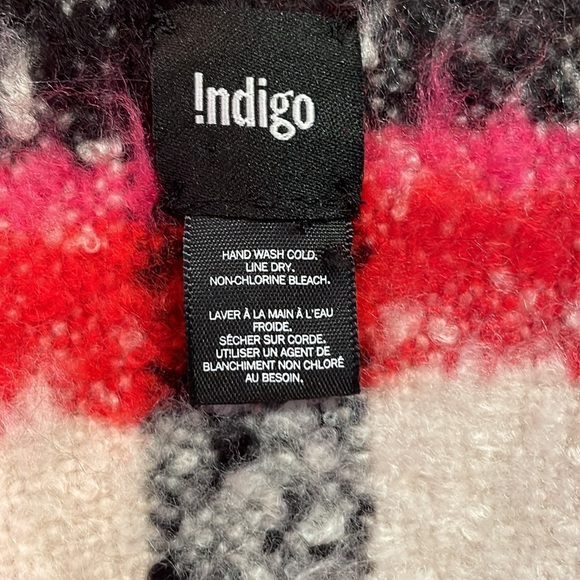 !ndigo
HAND WASH COLD.
LINE DRY.
NON-CHLORINE BLEACH.
LAVER À LA MAIN À L'EAU
FROIDE.
SÉCHER SUR CORDE.
UTILISER UN AGENT DE
BLANCHIMENT NON CHLORÉ
AU BESOIN.